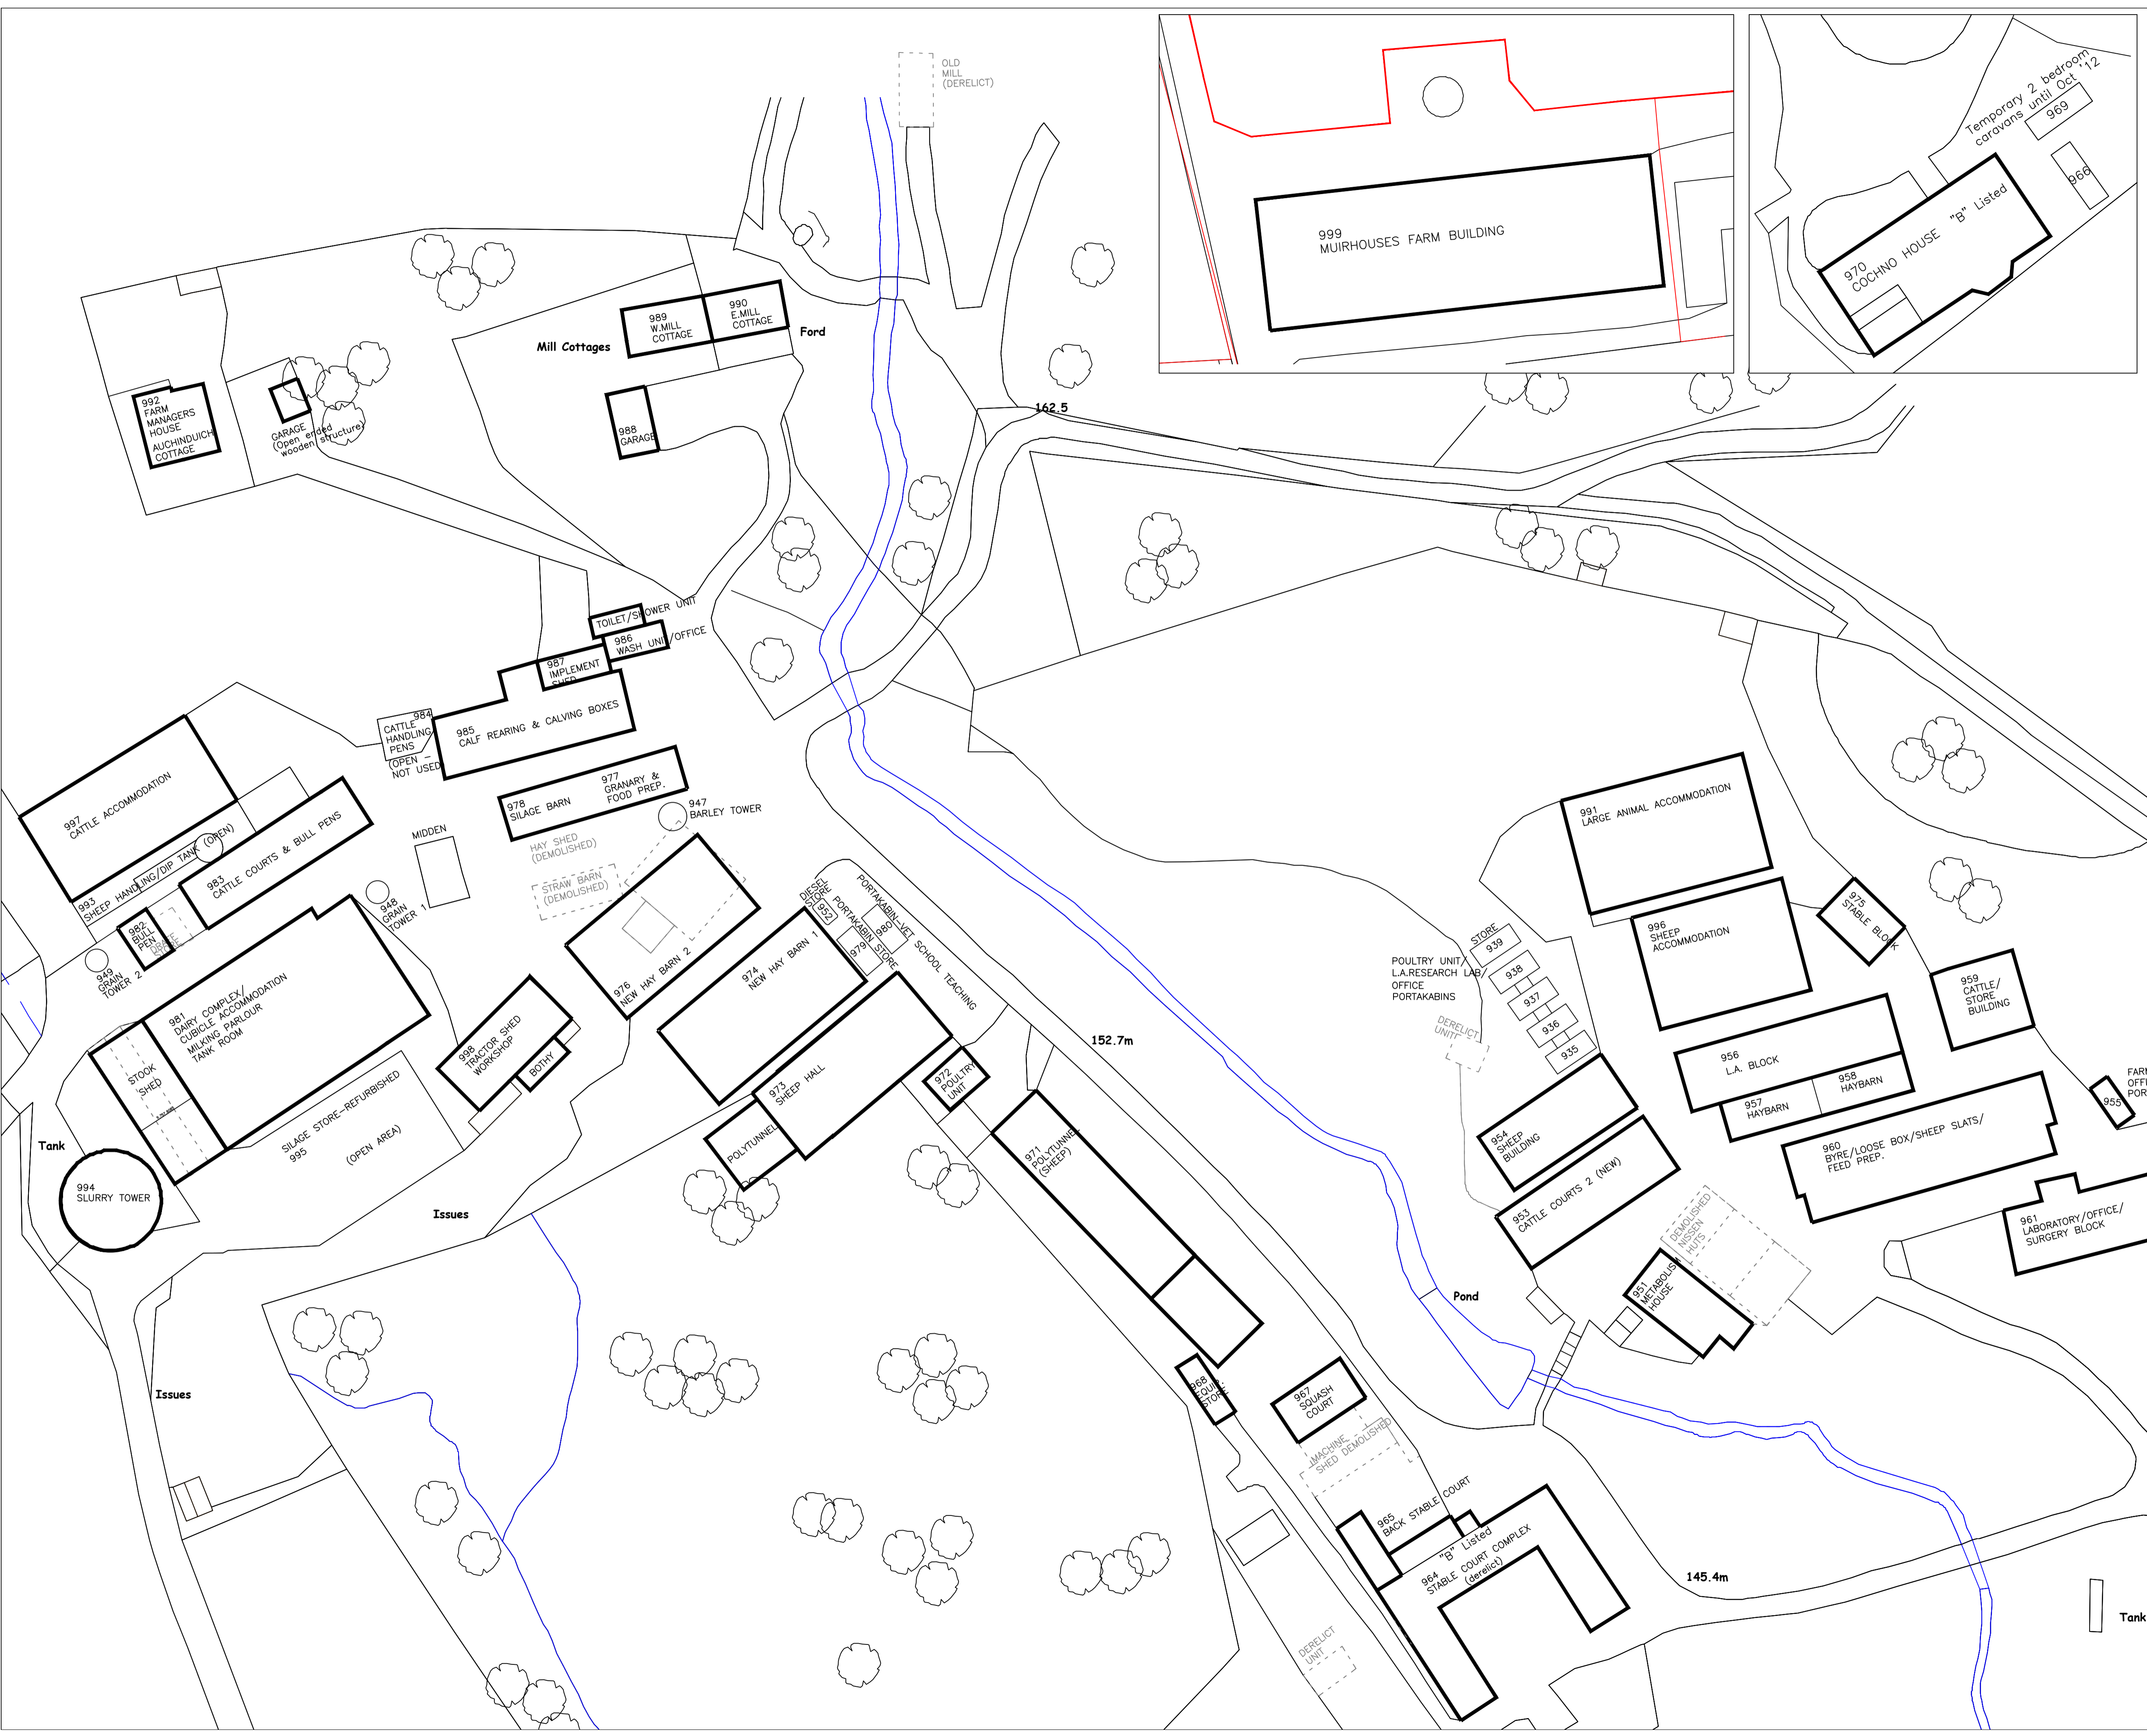 OLD
MILL
(DERELICT)
999
MUIRHOUSES FARM BUILDING
Temporary 2 bedroom
caravans until Oct '12
969
966
970
COCHNO HOUSE "B" Listed
989
W.MILL
COTTAGE
990
E.MILL
COTTAGE
Mill Cottages
Ford
992
FARM
MANAGERS
HOUSE
AUCHINDUICH
COTTAGE
GARAGE
(Open ended
wooden structure)
988
GARAGE
162.5
TOILET/SHOWER UNIT
986
WASH UNIT/OFFICE
987
IMPLEMENT
SHED
984
CATTLE
HANDLING
PENS
(OPEN -
NOT USED
985
CALF REARING & CALVING BOXES
978
SILAGE BARN
977
GRANARY &
FOOD PREP.
947
BARLEY TOWER
HAY SHED
(DEMOLISHED)
STRAW BARN
(DEMOLISHED)
MIDDEN
997
CATTLE ACCOMMODATION
993
SHEEP HANDLING/DIP TANK (OPEN)
983
CATTLE COURTS & BULL PENS
982
BULL
PEN
948
GRAIN
TOWER 1
949
GRAIN
TOWER 2
981
DAIRY COMPLEX/
CUBICLE ACCOMMODATION
MILKING PARLOUR
TANK ROOM
STOOK
SHED
998
TRACTOR SHED
WORKSHOP
BOTHY
SILAGE STORE-REFURBISHED
995
(OPEN AREA)
Tank
994
SLURRY TOWER
Issues
Issues
976
NEW HAY BARN 2
974
NEW HAY BARN 1
DIESEL
STORE
952
PORTAKABIN-VET SCHOOL TEACHING
PORTAKABIN STORE
980
979
973
SHEEP HALL
POLYTUNNEL
972
POULTRY
UNIT
971
POLYTUNNEL
(SHEEP)
152.7m
991
LARGE ANIMAL ACCOMMODATION
996
SHEEP
ACCOMMODATION
975
STABLE BLOCK
959
CATTLE/
STORE
BUILDING
STORE
939
938
937
936
935
POULTRY UNIT/
L.A.RESEARCH LAB/
OFFICE
PORTAKABINS
DERELICT
UNIT
956
L.A. BLOCK
957
HAYBARN
958
HAYBARN
960
BYRE/LOOSE BOX/SHEEP SLATS/
FEED PREP.
955
961
LABORATORY/OFFICE/
SURGERY BLOCK
954
SHEEP
BUILDING
953
CATTLE COURTS 2 (NEW)
DEMOLISHED
NISSEN
HUTS
951
METABOLISM
HOUSE
Pond
968
EQUIP.
STORE
967
SQUASH
COURT
MACHINE
SHED DEMOLISHED
965
BACK STABLE COURT
"B" Listed
964
STABLE COURT COMPLEX
(derelict)
DERELICT
UNIT
145.4m
Tank